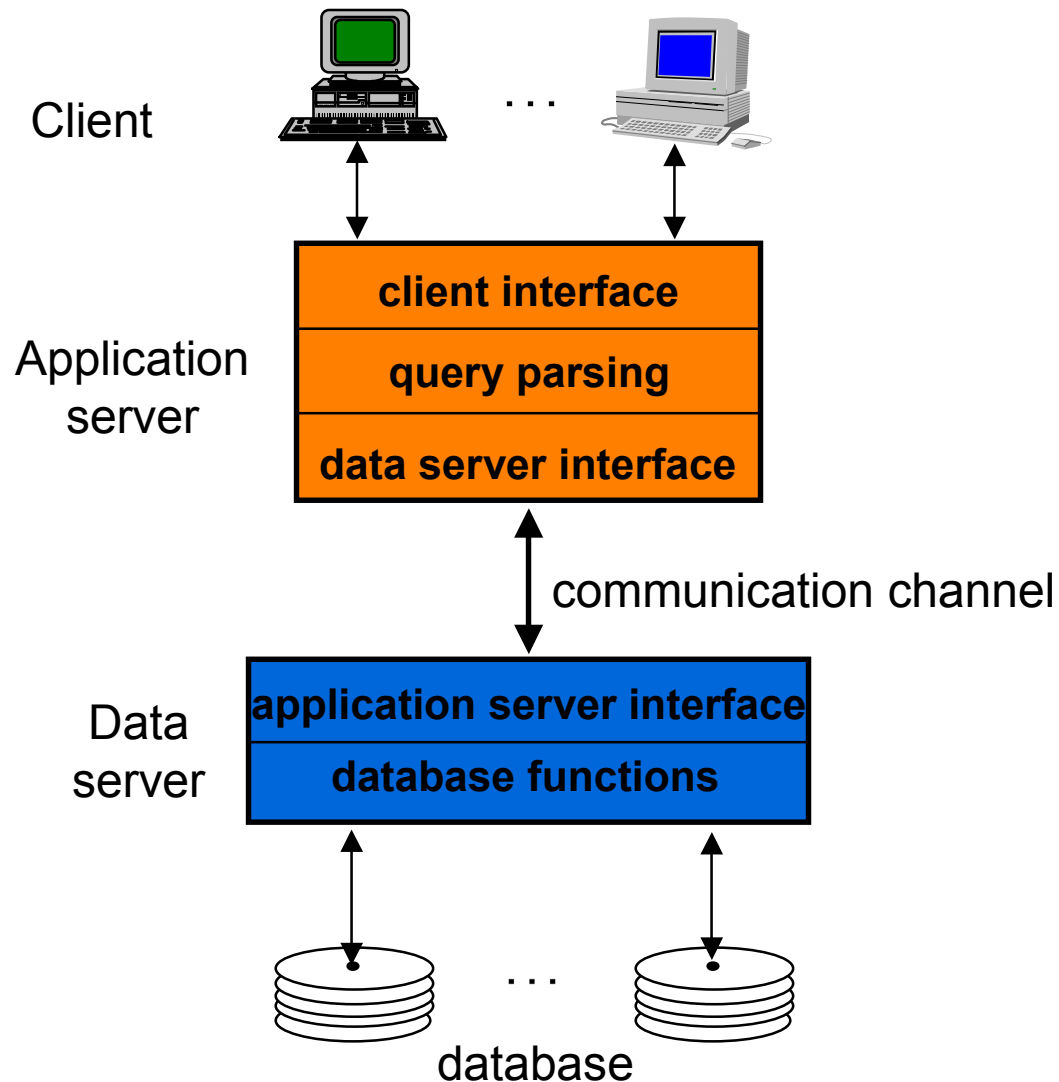 Client
. . .
Application
server
client interface
query parsing
data server interface
communication channel
Data
server
application server interface
database functions
. . .
database